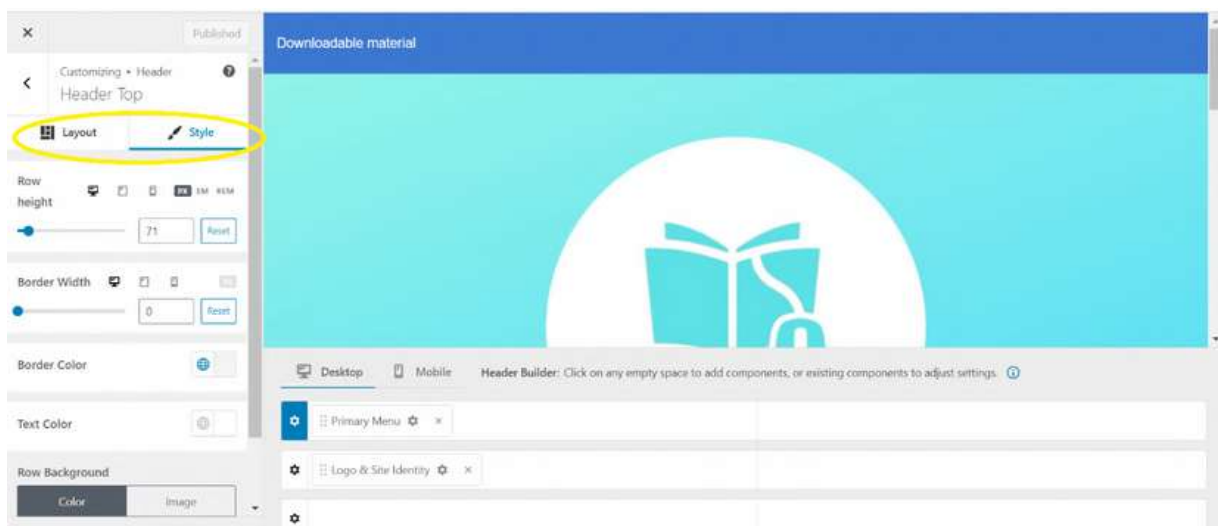 Published
Customizing • Header
Header Top
Layout Style
Row height
PX EM REM
71 Reset
Border Width
0 Reset
Border Color
Text Color
Row Background
Color Image
Downloadable material
Desktop Mobile Header Builder: Click on any empty space to add components, or existing components to adjust settings.
Primary Menu
Logo & Site Identity